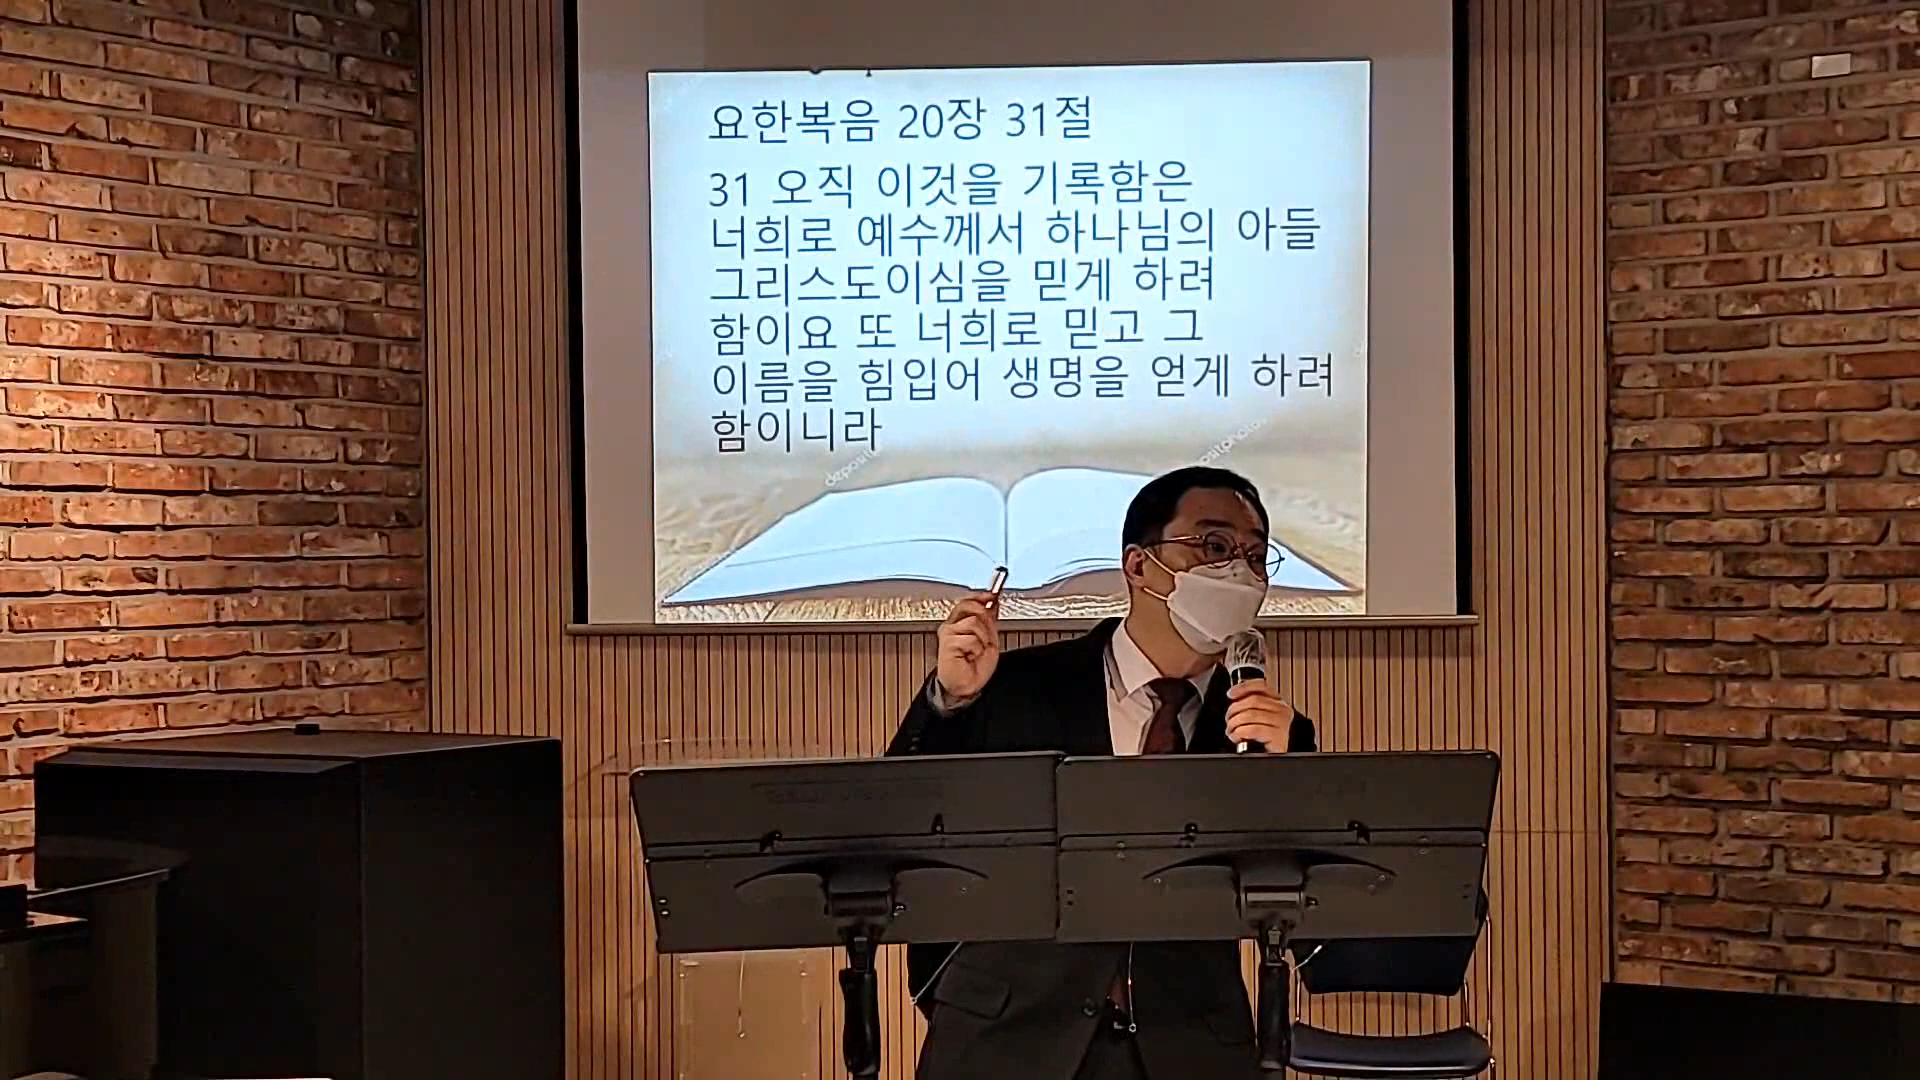 요한복음 20장 31절
31 오직 이것을 기록함은
너희로 예수께서 하나님의 아들
그리스도이심을 믿게 하려
함이요 또 너희로 믿고 그
이름을 힘입어 생명을 얻게 하려
함이니라
depositphotos